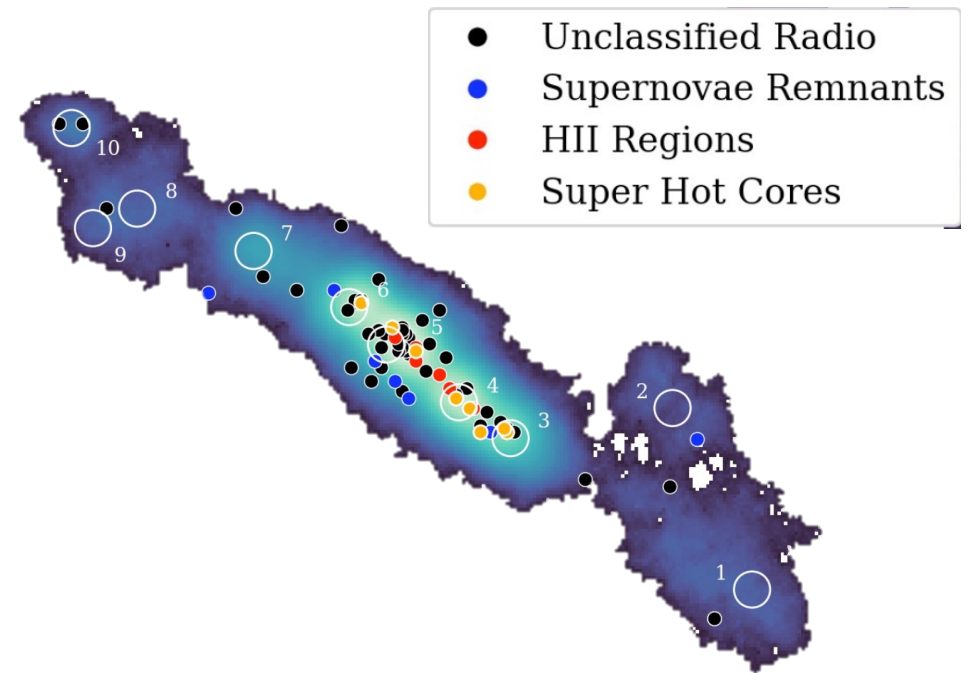 Unclassified Radio
Supernovae Remnants
HII Regions
Super Hot Cores
10
8
9
7
6
5
4
3
2
1